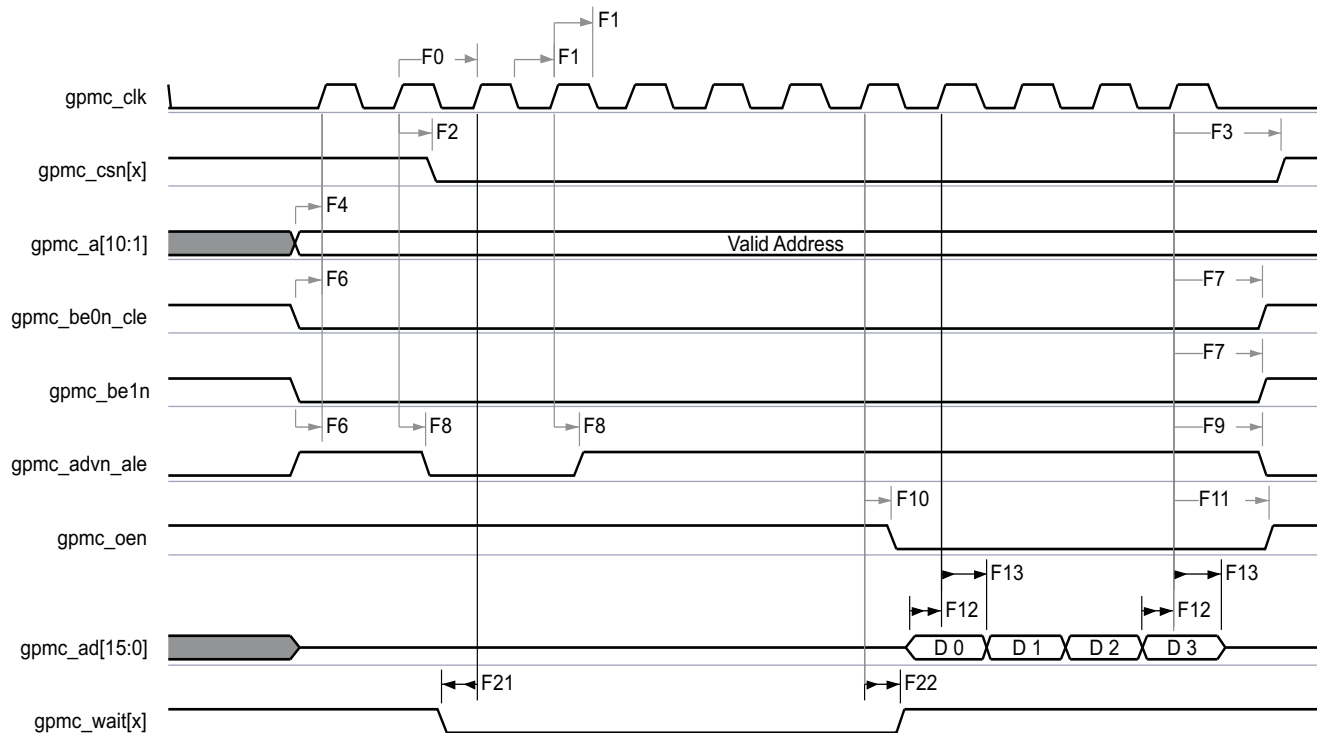 F1
F0
F1
gpmc_clk
F2
F3
gpmc_csn[x]
F4
gpmc_a[10:1]
Valid Address
F6
F7
gpmc_be0n_cle
F7
gpmc_be1n
F6
F8
F8
F9
gpmc_advn_ale
F10
F11
gpmc_oen
F13
F13
F12
F12
gpmc_ad[15:0]
D 0
D 1
D 2
D 3
F21
F22
gpmc_wait[x]